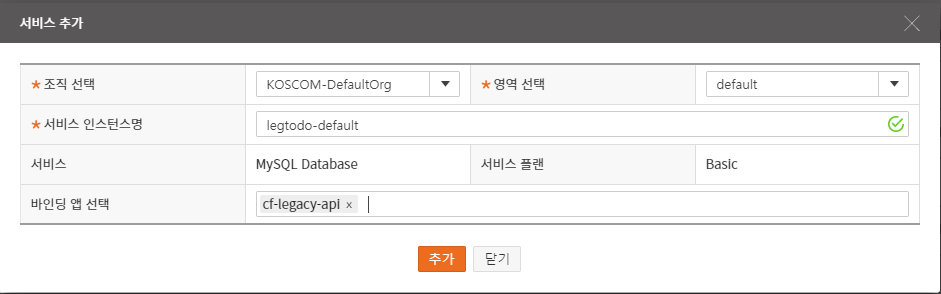 서비스 추가
* 조직 선택 KOSCOM-DefaultOrg * 영역 선택 default
* 서비스 인스턴스명 legtodo-default
서비스 MySQL Database 서비스 플랜 Basic
바인딩 앱 선택 cf-legacy-api x
추가 닫기